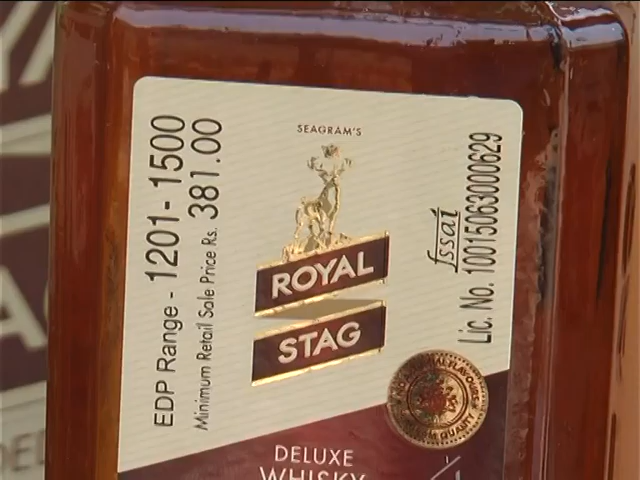 EDP Range - 1201-1500
Minimum Retail Sale Price Rs. 381.00
SEAGRAM'S
ROYAL
STAG
DELUXE
WHISKY
fssai
Lic. No. 10015063000629